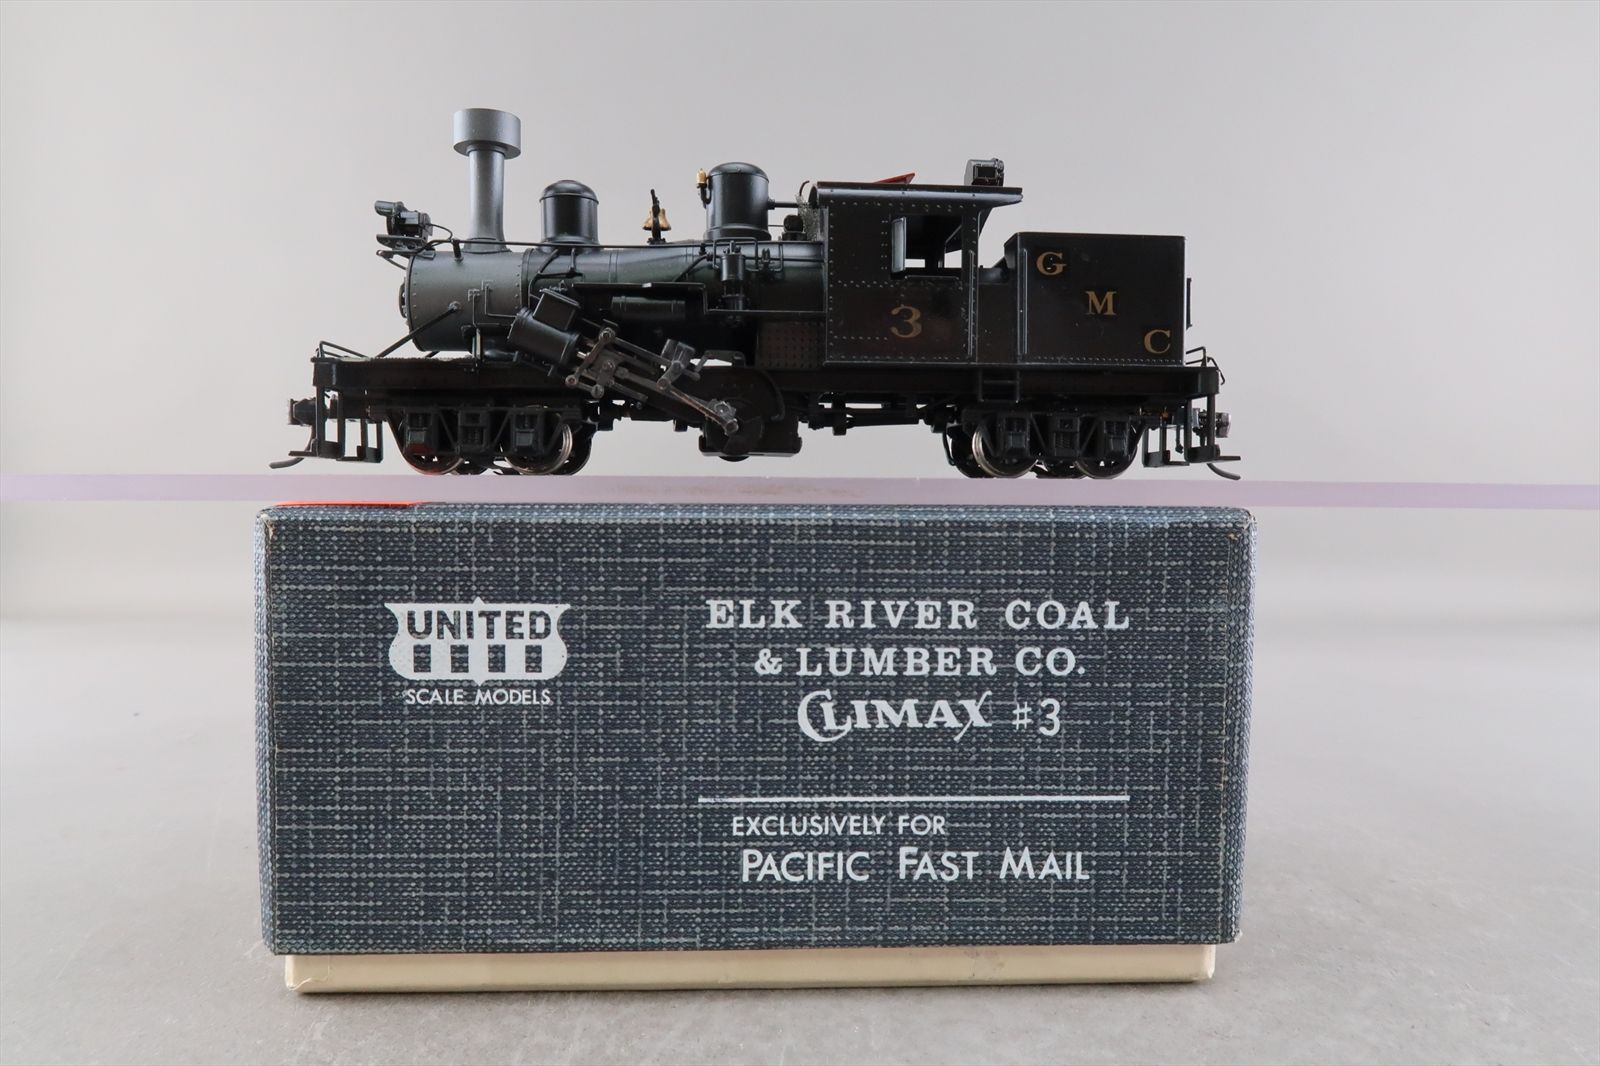 G
M
C
3
UNITED
SCALE MODELS
ELK RIVER COAL
& LUMBER CO.
CLIMAX #3
EXCLUSIVELY FOR
PACIFIC FAST MAIL